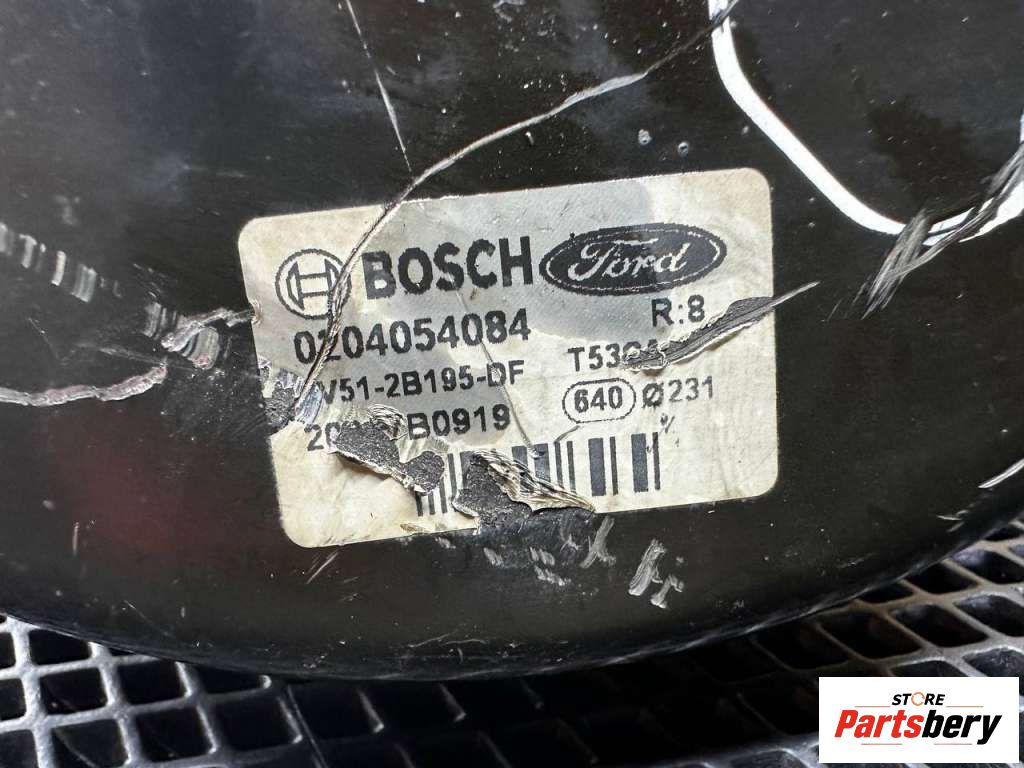 BOSCH Ford
R:8
0204054084
V51-2B195-DF
640 Ø231
B0919
STORE
Partsbery